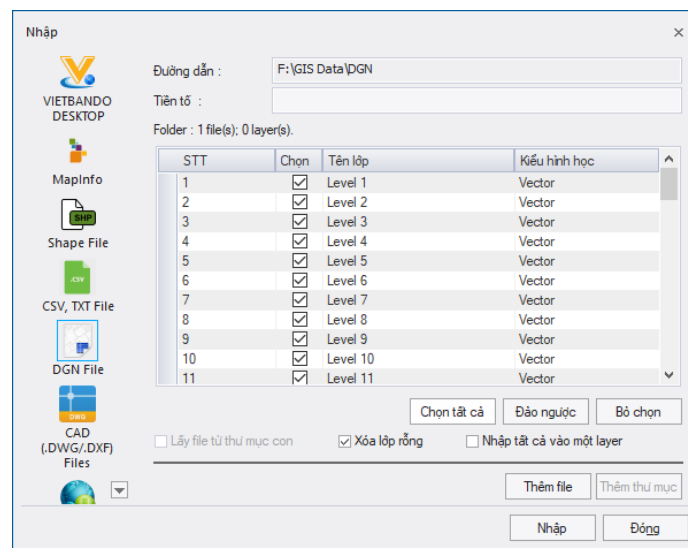 Nhập
VIETBANDO
DESKTOP
MapInfo
SHP
Shape File
.csv
CSV, TXT File
DGN File
DWG
CAD
(.DWG/.DXF)
Files
Đường dẫn :
F:\GIS Data\DGN
Tiền tố :
Folder : 1 file(s); 0 layer(s).
STT Chọn Tên lớp Kiểu hình học
1 Level 1 Vector
2 Level 2 Vector
3 Level 3 Vector
4 Level 4 Vector
5 Level 5 Vector
6 Level 6 Vector
7 Level 7 Vector
8 Level 8 Vector
9 Level 9 Vector
10 Level 10 Vector
11 Level 11 Vector
Chọn tất cả Đảo ngược Bỏ chọn
Lấy file từ thư mục con Xóa lớp rỗng Nhập tất cả vào một layer
Thêm file Thêm thư mục
Nhập Đóng